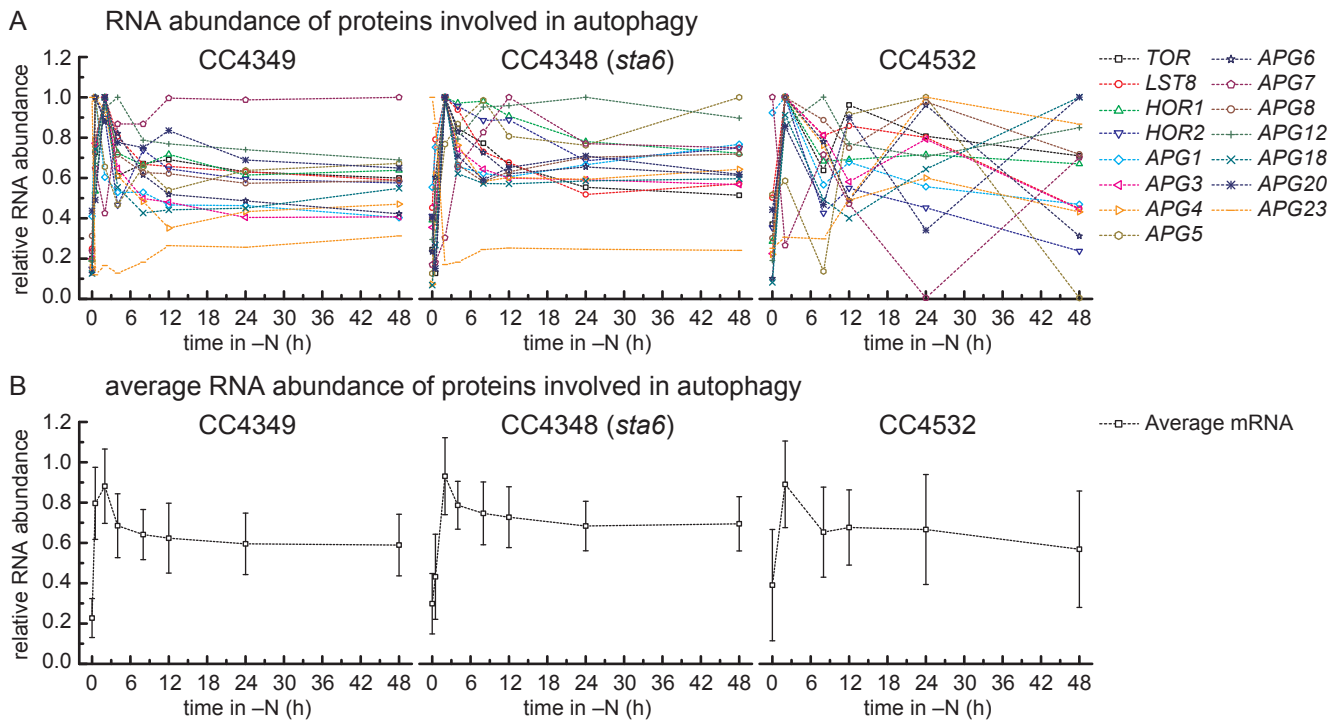 A RNA abundance of proteins involved in autophagy
CC4349 CC4348 (sta6) CC4532
relative RNA abundance
1.2
1.0
0.8
0.6
0.4
0.2
0.0
0 6 12 18 24 30 36 42 48 0 6 12 18 24 30 36 42 48 0 6 12 18 24 30 36 42 48
time in –N (h) time in –N (h) time in –N (h)
TOR
LST8
HOR1
HOR2
APG1
APG3
APG4
APG5
APG6
APG7
APG8
APG12
APG18
APG20
APG23
B average RNA abundance of proteins involved in autophagy
CC4349 CC4348 (sta6) CC4532
relative RNA abundance
1.2
1.0
0.8
0.6
0.4
0.2
0.0
0 6 12 18 24 30 36 42 48 0 6 12 18 24 30 36 42 48 0 6 12 18 24 30 36 42 48
time in –N (h) time in –N (h) time in –N (h)
Average mRNA